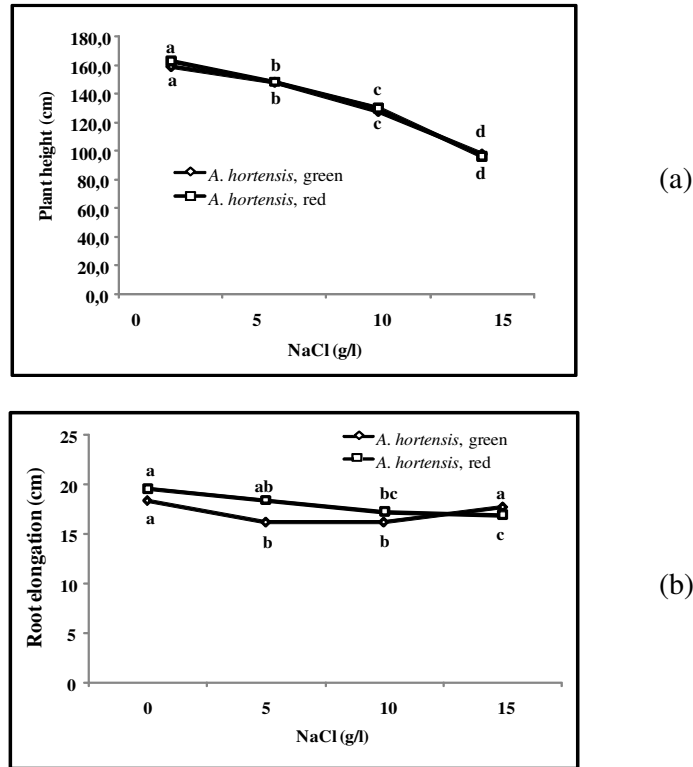 180,0
160,0
140,0
120,0
100,0
80,0
60,0
40,0
20,0
0,0
Plant height (cm)
a
a
b
b
c
c
d
d
A. hortensis, green
A. hortensis, red
0 5 10 15
NaCl (g/l)
(a)
25
20
15
10
5
0
Root elongation (cm)
A. hortensis, green
A. hortensis, red
a
ab
bc
a
a
b
b
c
0 5 10 15
NaCl (g/l)
(b)